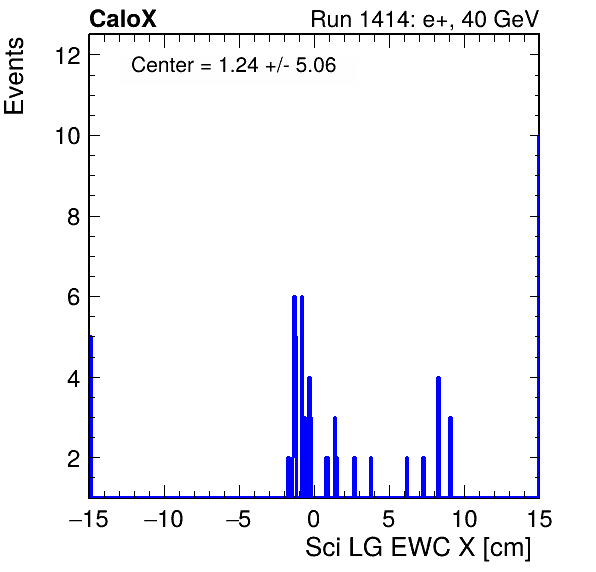 CaloX
Run 1414: e+, 40 GeV
Events
Center = 1.24 +/- 5.06
12
10
8
6
4
2
−15 −10 −5 0 5 10 15
Sci LG EWC X [cm]